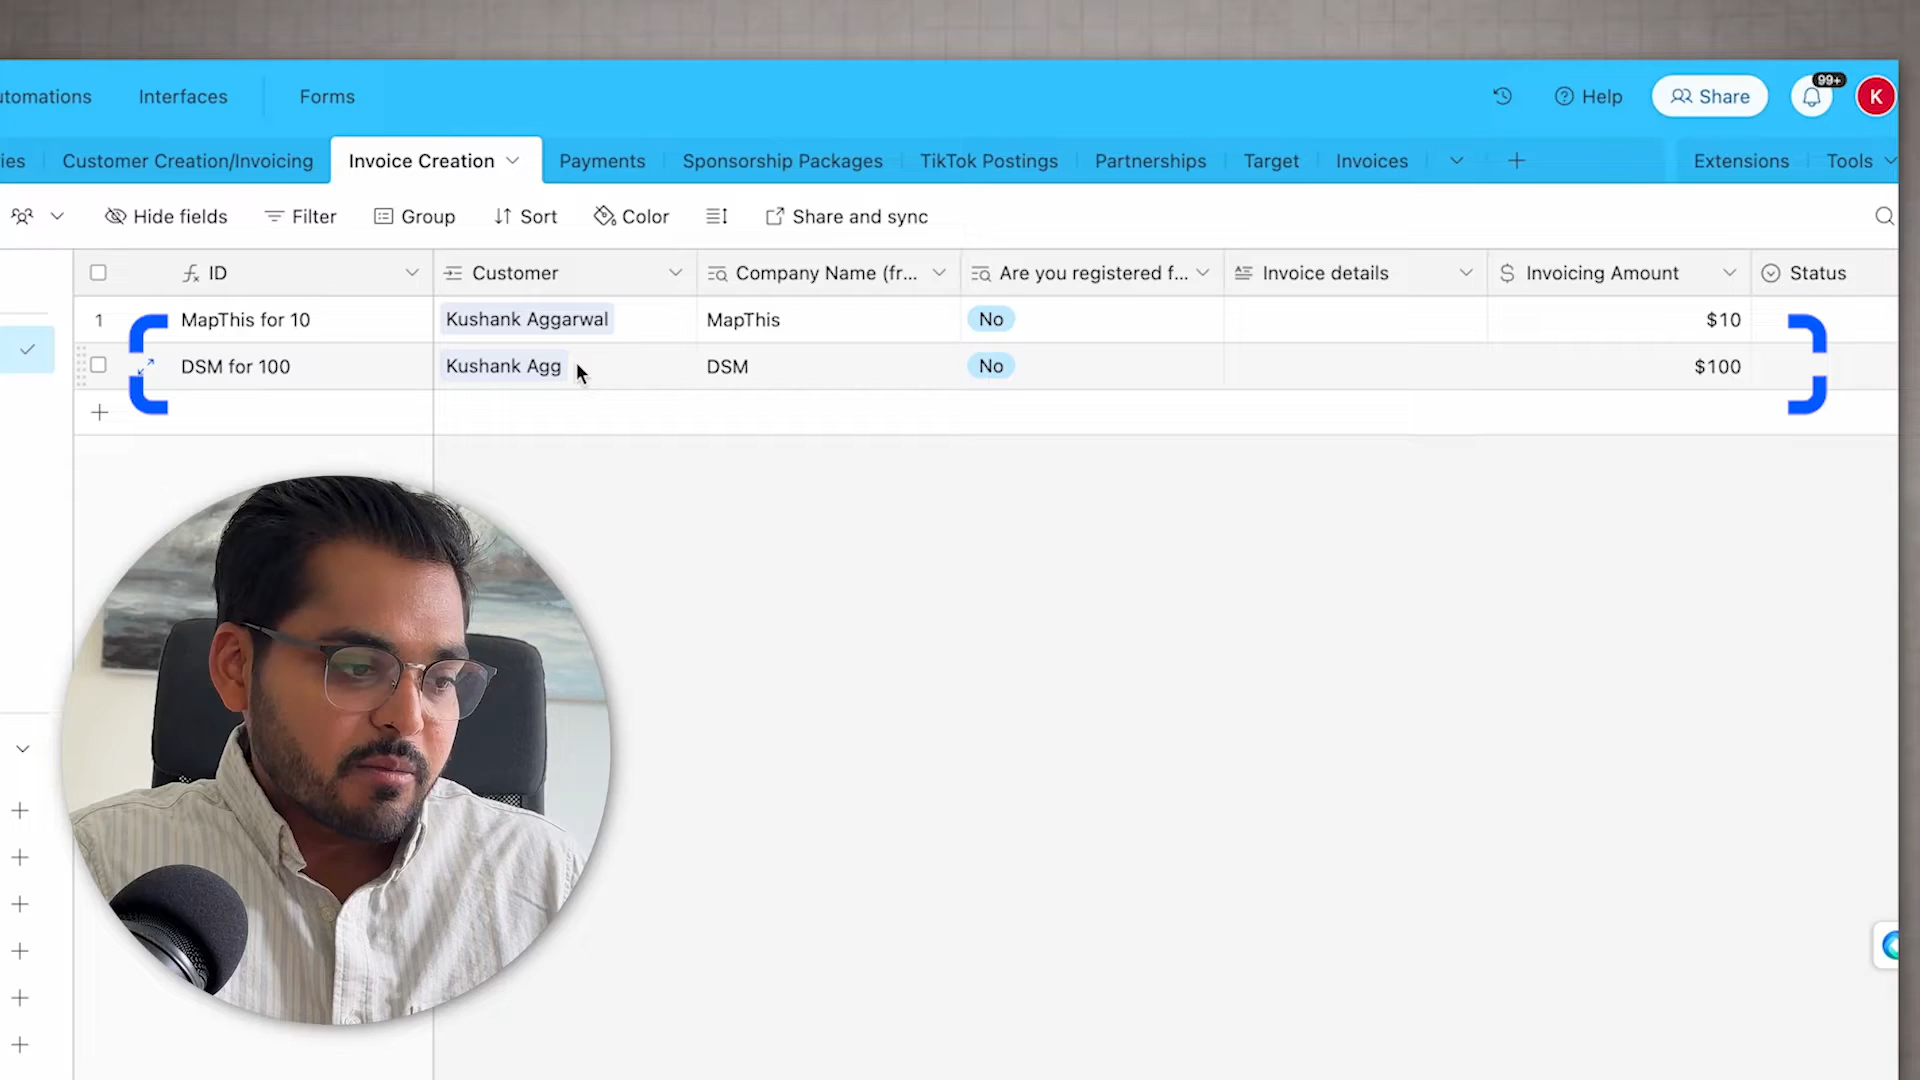 utomations Interfaces Forms Help Share 99+ K
ies Customer Creation/Invoicing Invoice Creation Payments Sponsorship Packages TikTok Postings Partnerships Target Invoices Extensions Tools
Hide fields Filter Group Sort Color Share and sync
ID Customer Company Name (fr... Are you registered f... Invoice details Invoicing Amount Status
1 MapThis for 10 Kushank Aggarwal MapThis No $10
DSM for 100 Kushank Agg DSM No $100